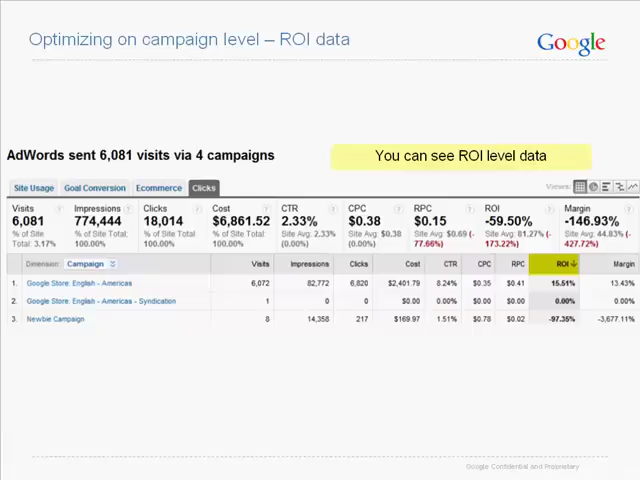 Optimizing on campaign level – ROI data
Google
AdWords sent 6,081 visits via 4 campaigns
You can see ROI level data
Site Usage Goal Conversion Ecommerce Clicks Views:
Visits Impressions Clicks Cost CTR CPC RPC ROI Margin
6,081 774,444 18,014 $6,861.52 2.33% $0.38 $0.15 -59.50% -146.93%
% of Site % of Site Total: % of Site Total: % of Site Total: Site Avg: 2.33% Site Avg: $0.38 Site Avg: $0.69 (- Site Avg: 81.27% (- Site Avg: 44.83% (-
Total: 3.17% 100.00% 100.00% 100.00% (0.00%) (0.00%) 77.66%) 173.22%) 427.72%)
Dimension: Campaign Visits Impressions Clicks Cost CTR CPC RPC ROI ↓ Margin
1. Google Store: English - Americas 6,072 82,772 6,820 $2,401.79 8.24% $0.35 $0.41 15.51% 13.43%
2. Google Store: English - Americas - Syndication 1 0 0 $0.00 0.00% $0.00 $0.00 0.00% 0.00%
3. Newbie Campaign 8 14,358 217 $169.97 1.51% $0.78 $0.02 -97.35% -3,677.11%
Google Confidential and Proprietary